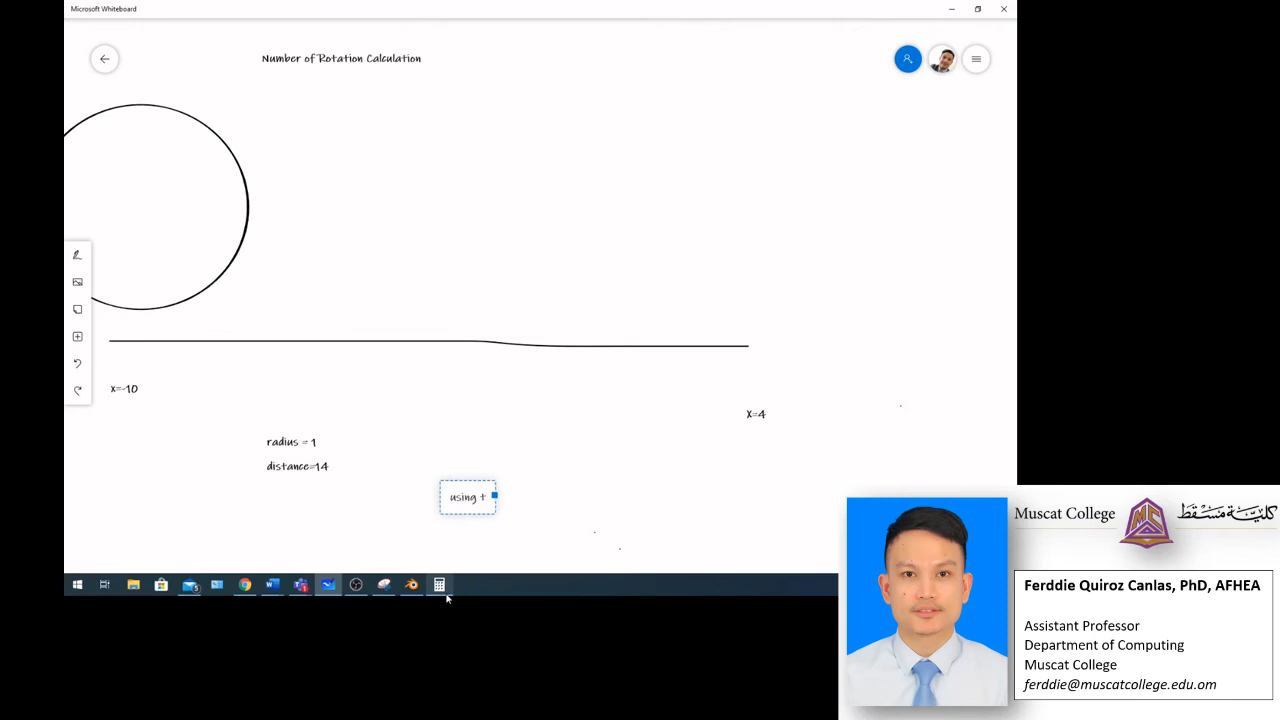 Microsoft Whiteboard
Number of Rotation Calculation
x=-10
X=4
radius = 1
distance=14
using t
Muscat College
كليّة مسقط
Ferddie Quiroz Canlas, PhD, AFHEA
Assistant Professor
Department of Computing
Muscat College
ferddie@muscatcollege.edu.om